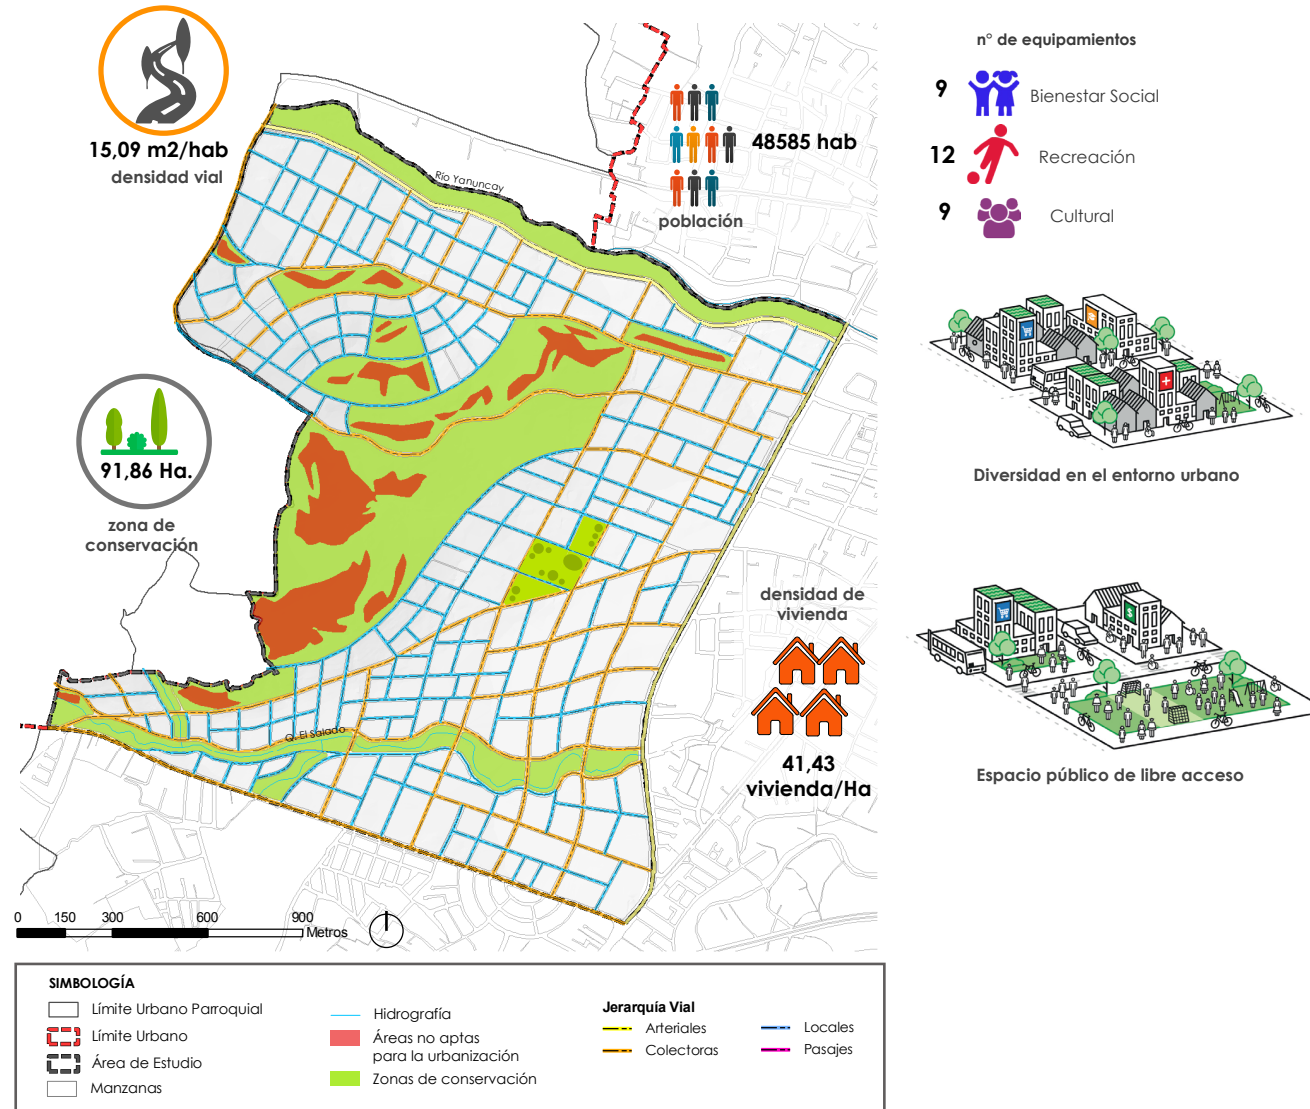 15,09 m2/hab
densidad vial
Río Yanuncay
48585 hab
población
n° de equipamientos
9
Bienestar Social
12
Recreación
9
Cultural
Diversidad en el entorno urbano
91,86 Ha.
zona de
conservación
densidad de
vivienda
41,43
vivienda/Ha
Q. El Salado
$
Espacio público de libre acceso
0 150 300 600 900
Metros
SIMBOLOGÍA
Límite Urbano Parroquial
Límite Urbano
Área de Estudio
Manzanas
Hidrografía
Áreas no aptas
para la urbanización
Zonas de conservación
Jerarquía Vial
Arteriales
Colectoras
Locales
Pasajes